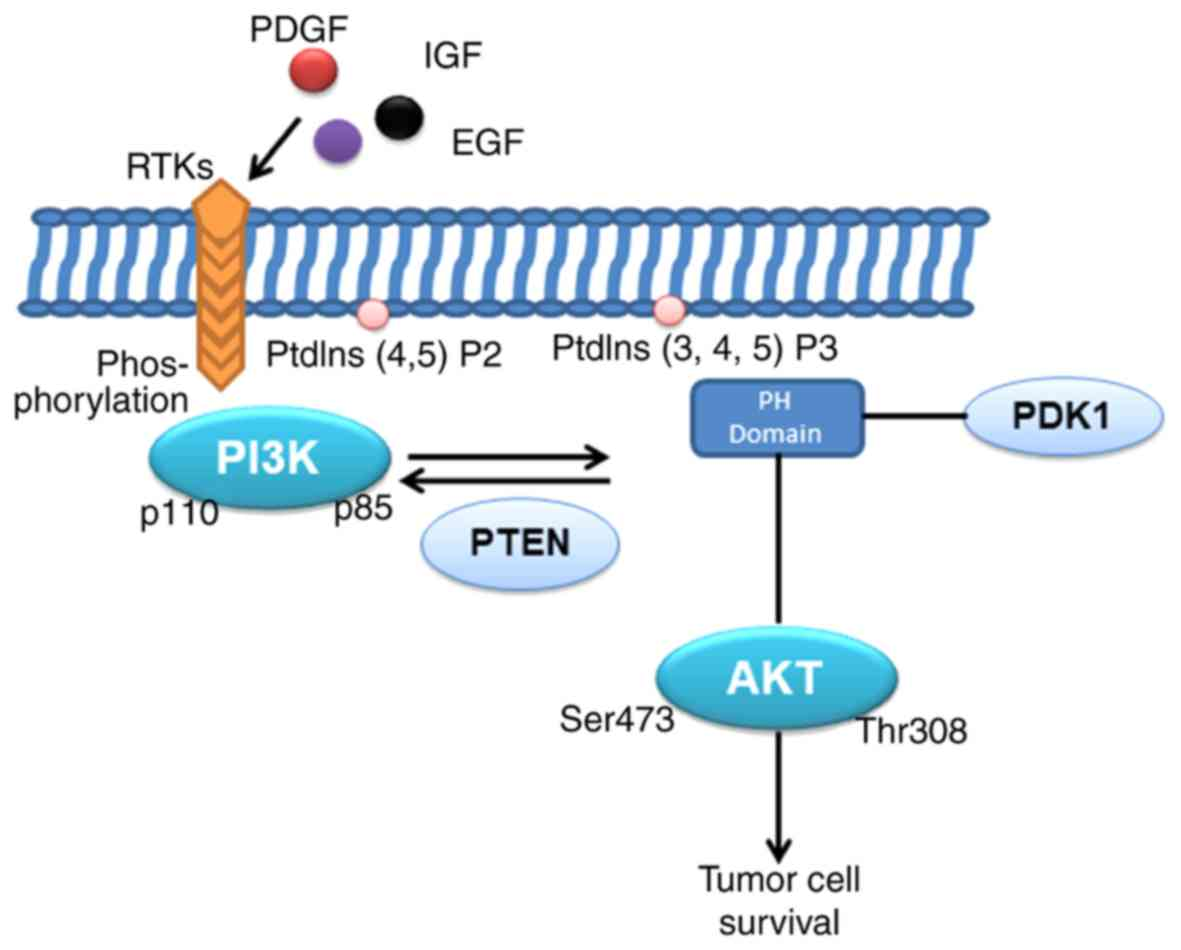 PDGF
IGF
EGF
RTKs
Phos-
phorylation
Ptdlns (4,5) P2
Ptdlns (3, 4, 5) P3
PH
Domain
PDK1
PI3K
p110
p85
PTEN
AKT
Ser473
Thr308
Tumor cell
survival